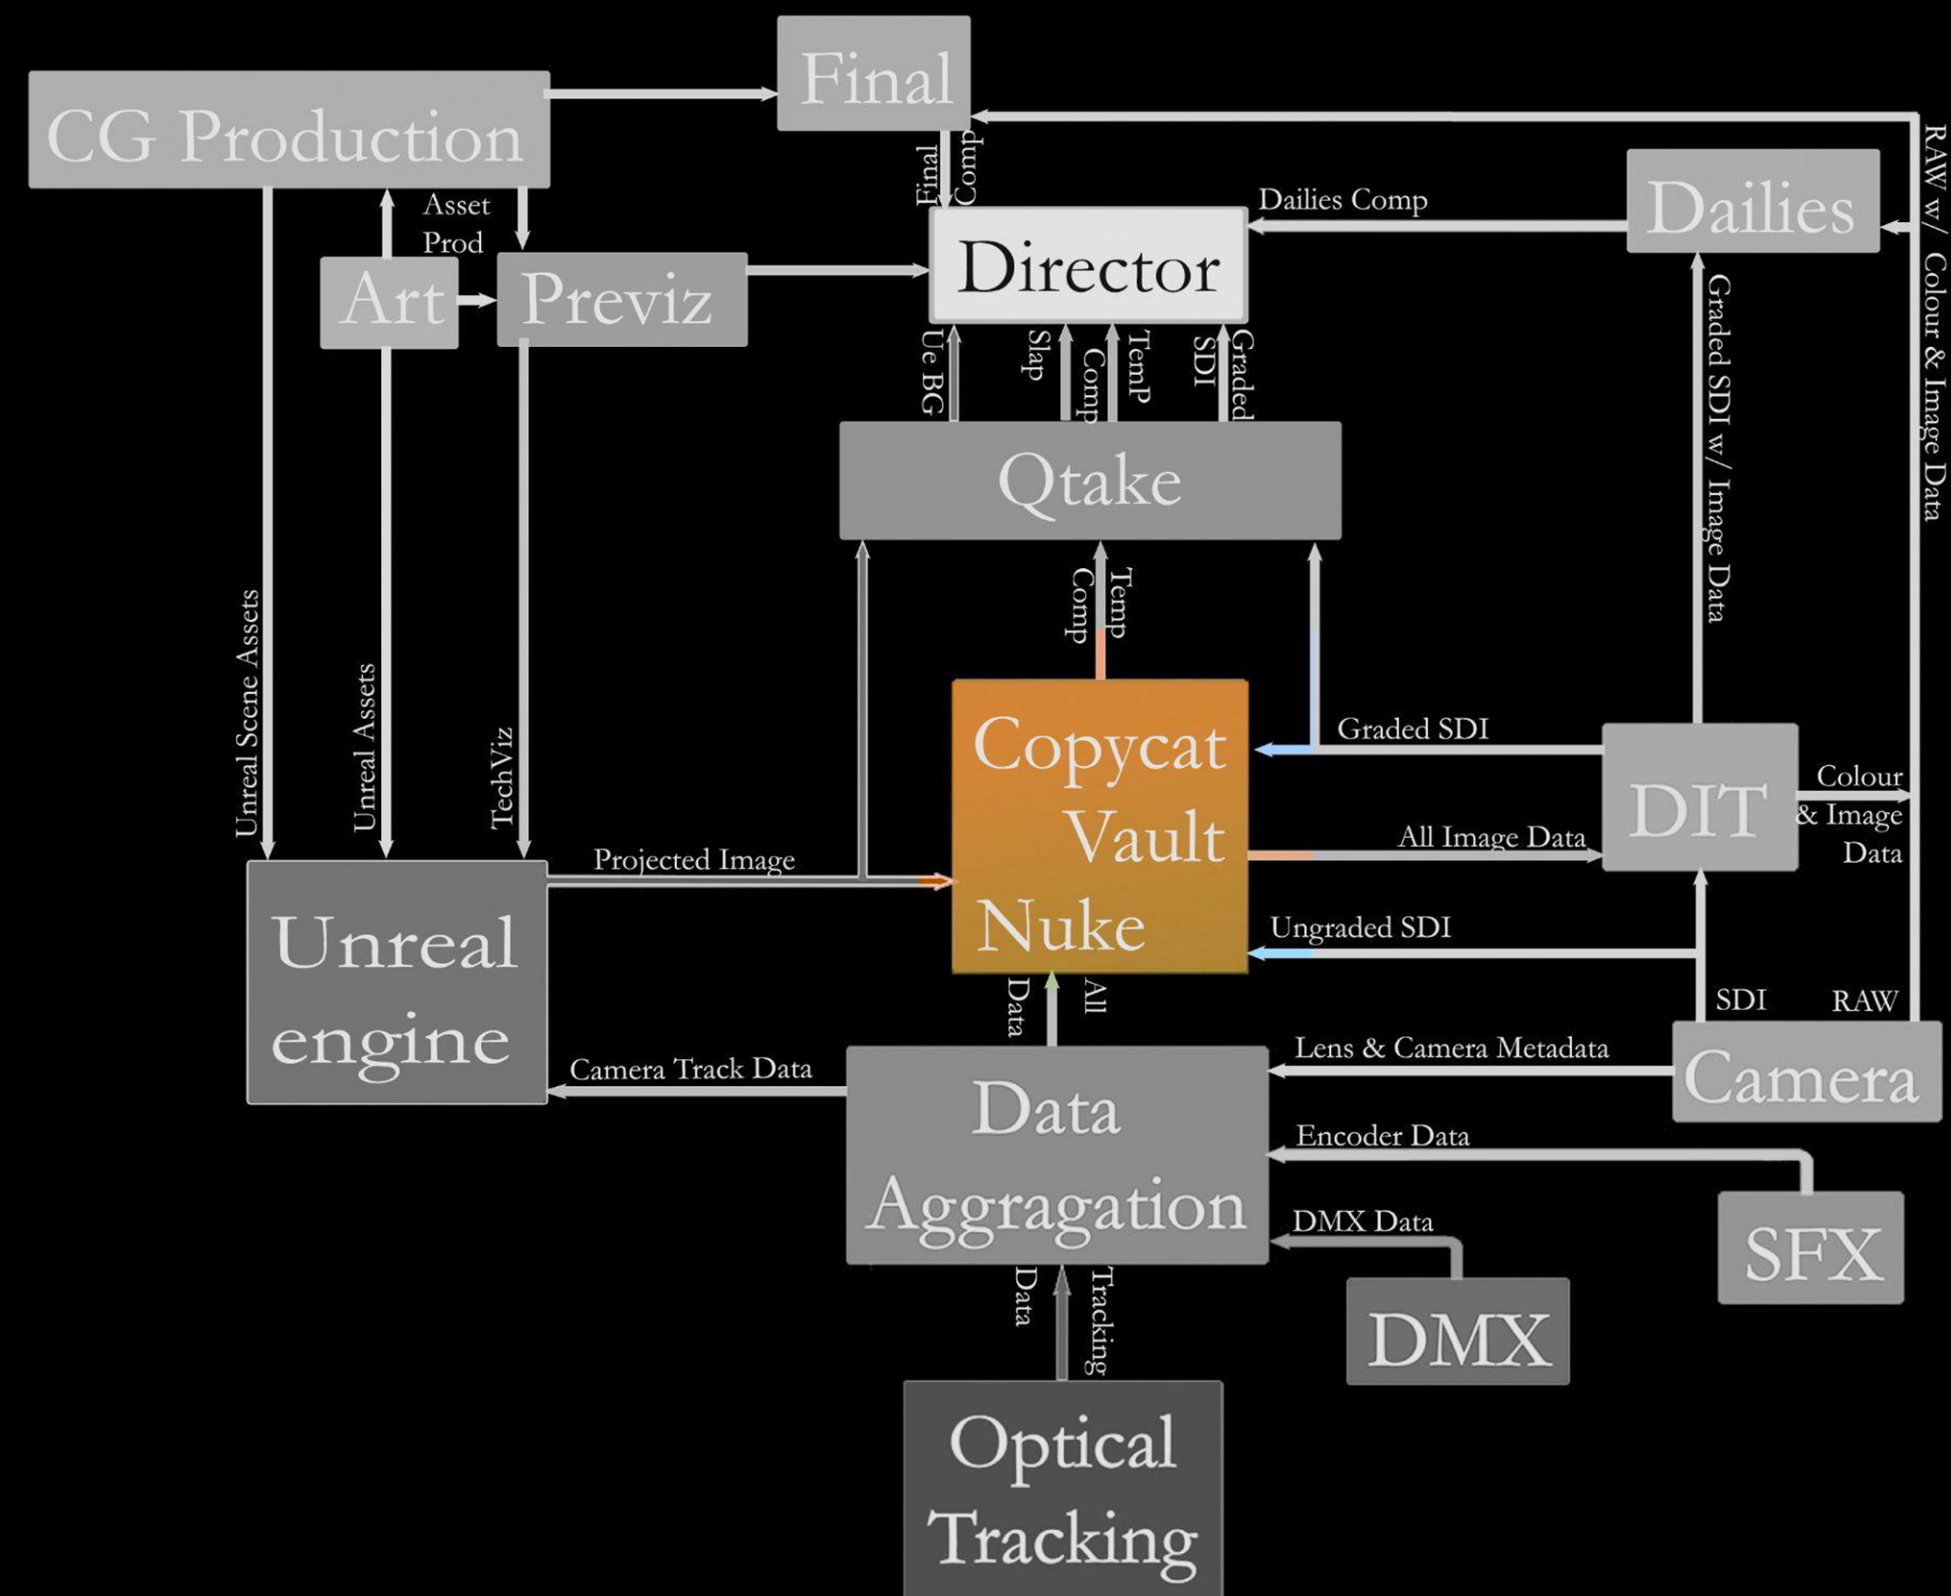 Final
CG Production
Final
Comp
RAW w/ Colour & Image Data
Dailies
Dailies Comp
Asset
Prod
Director
Art
Previz
Graded SDI w/ Image Data
Ue BG
Slap
TemP
Comp
Graded
SDI
Qtake
Temp
Comp
Unreal Scene Assets
Unreal Assets
TechViz
Copycat
Vault
Nuke
Graded SDI
DIT
Colour
& Image
Data
All Image Data
Projected Image
Ungraded SDI
Unreal
engine
All
Data
SDI
RAW
Camera
Lens & Camera Metadata
Camera Track Data
Data
Aggragation
Encoder Data
SFX
DMX Data
DMX
Tracking
Data
Optical
Tracking